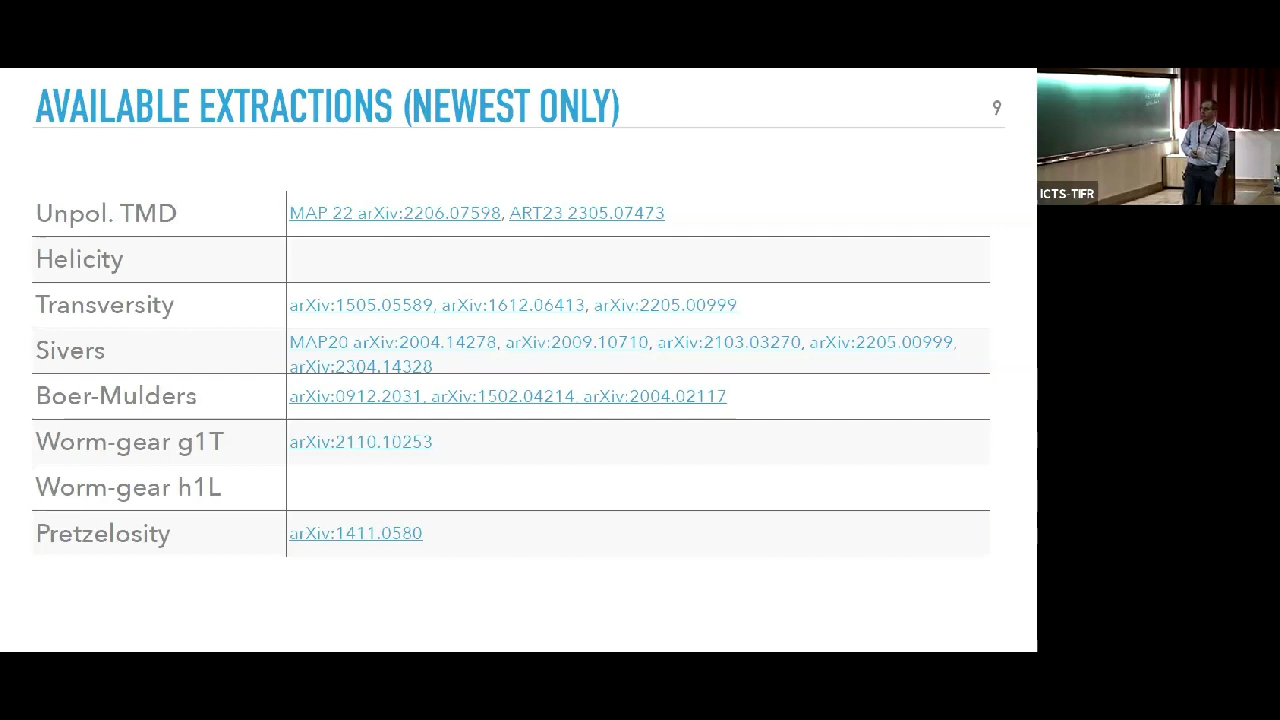 AVAILABLE EXTRACTIONS (NEWEST ONLY)
9
Unpol. TMD
MAP 22 arXiv:2206.07598, ART23 2305.07473
Helicity
Transversity
arXiv:1505.05589, arXiv:1612.06413, arXiv:2205.00999
Sivers
MAP20 arXiv:2004.14278, arXiv:2009.10710, arXiv:2103.03270, arXiv:2205.00999,
arXiv:2304.14328
Boer-Mulders
arXiv:0912.2031, arXiv:1502.04214, arXiv:2004.02117
Worm-gear g1T
arXiv:2110.10253
Worm-gear h1L
Pretzelosity
arXiv:1411.0580
ICTS-TIFR